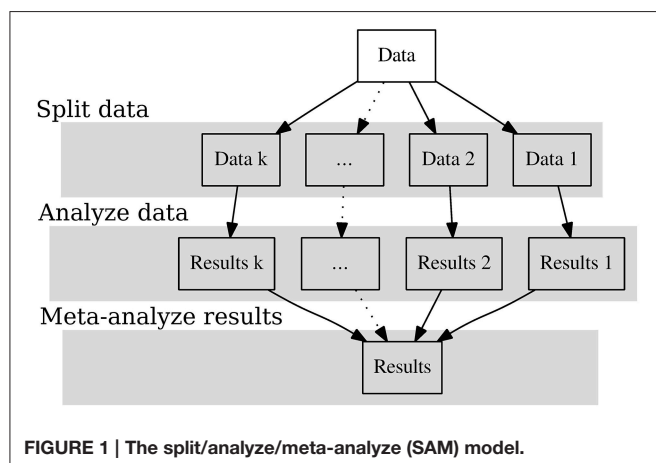 Data
Split data
Data k ... Data 2 Data 1
Analyze data
Results k ... Results 2 Results 1
Meta-analyze results
Results
FIGURE 1 | The split/analyze/meta-analyze (SAM) model.